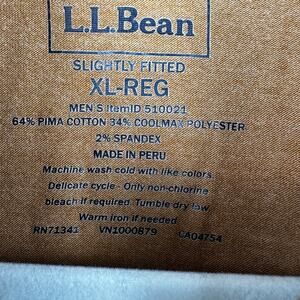 L.L.Bean
SLIGHTLY FITTED
XL-REG
MEN S ItemID 510021
64% PIMA COTTON 34% COOLMAX POLYESTER
2% SPANDEX
MADE IN PERU
Machine wash cold with like colors.
Delicate cycle - Only non-chlorine
bleach if required. Tumble dry low.
Warm iron if needed.
RN71341 VN1000879 CA04754